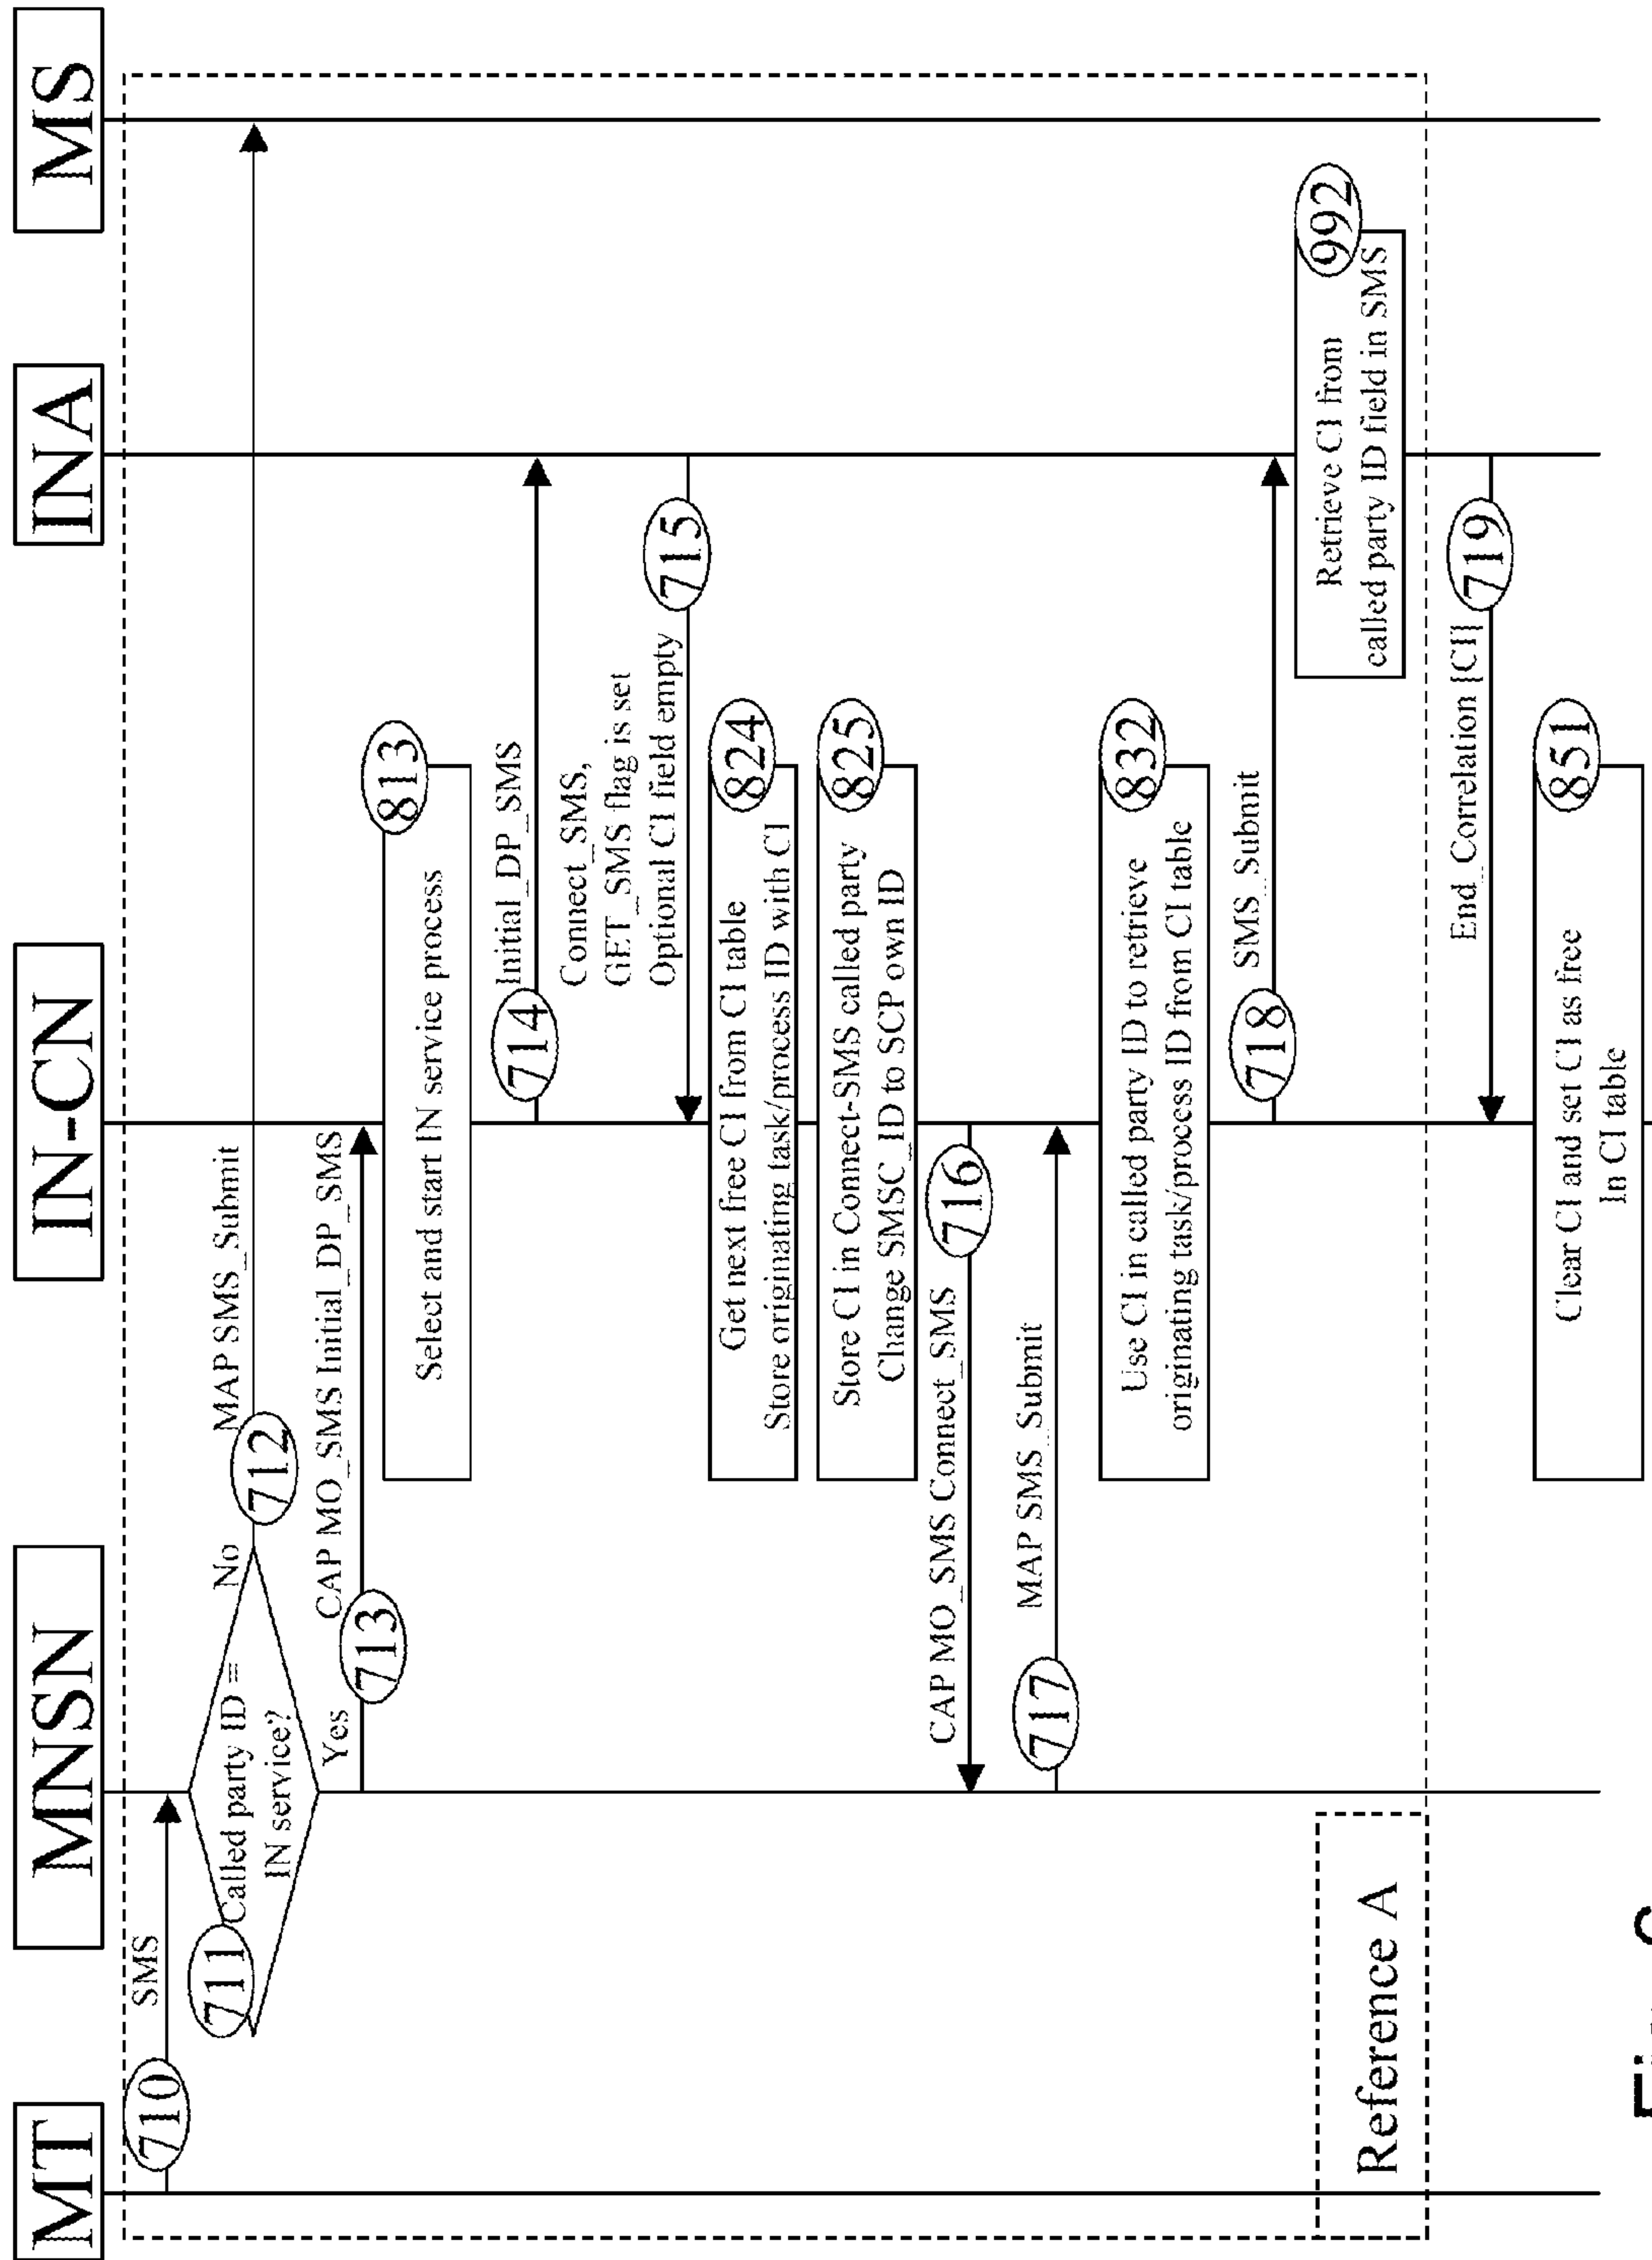 MT
MNSN
IN-CN
INA
MS
710
SMS
711
Called party ID =
IN service?
No
712
MAP SMS_Submit
Yes
713
CAP MO_SMS Initial_DP_SMS
813
Select and start IN service process
714
Initial_DP_SMS
Connect_SMS,
GET_SMS flag is set
Optional CI field empty
715
824
Get next free CI from CI table
Store originating task/process ID with CI
825
Store CI in Connect-SMS called party
Change SMSC_ID to SCP own ID
CAP MO_SMS Connect_SMS
716
717
MAP SMS_Submit
832
Use CI in called party ID to retrieve
originating task/process ID from CI table
718
SMS_Submit
992
Retrieve CI from
called party ID field in SMS
Reference A
End_Correlation [CI]
719
851
Clear CI and set CI as free
In CI table